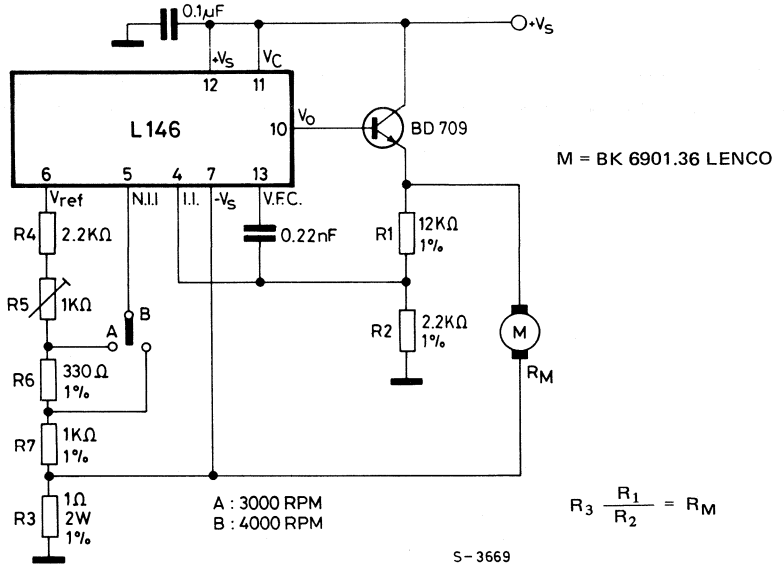 0.1µF
+Vs
+Vs
VC
12
11
L146
10
Vo
BD 709
M = BK 6901.36 LENCO
6
5
4
7
13
Vref
N.I.I
I.I.
-Vs
V.F.C.
R4
2.2KΩ
0.22nF
R1
12KΩ
1%
R5
1KΩ
A
B
R2
2.2KΩ
1%
M
RM
R6
330Ω
1%
R7
1KΩ
1%
R3
1Ω
2W
1%
A : 3000 RPM
B : 4000 RPM
R3 R1/R2 = RM
S-3669